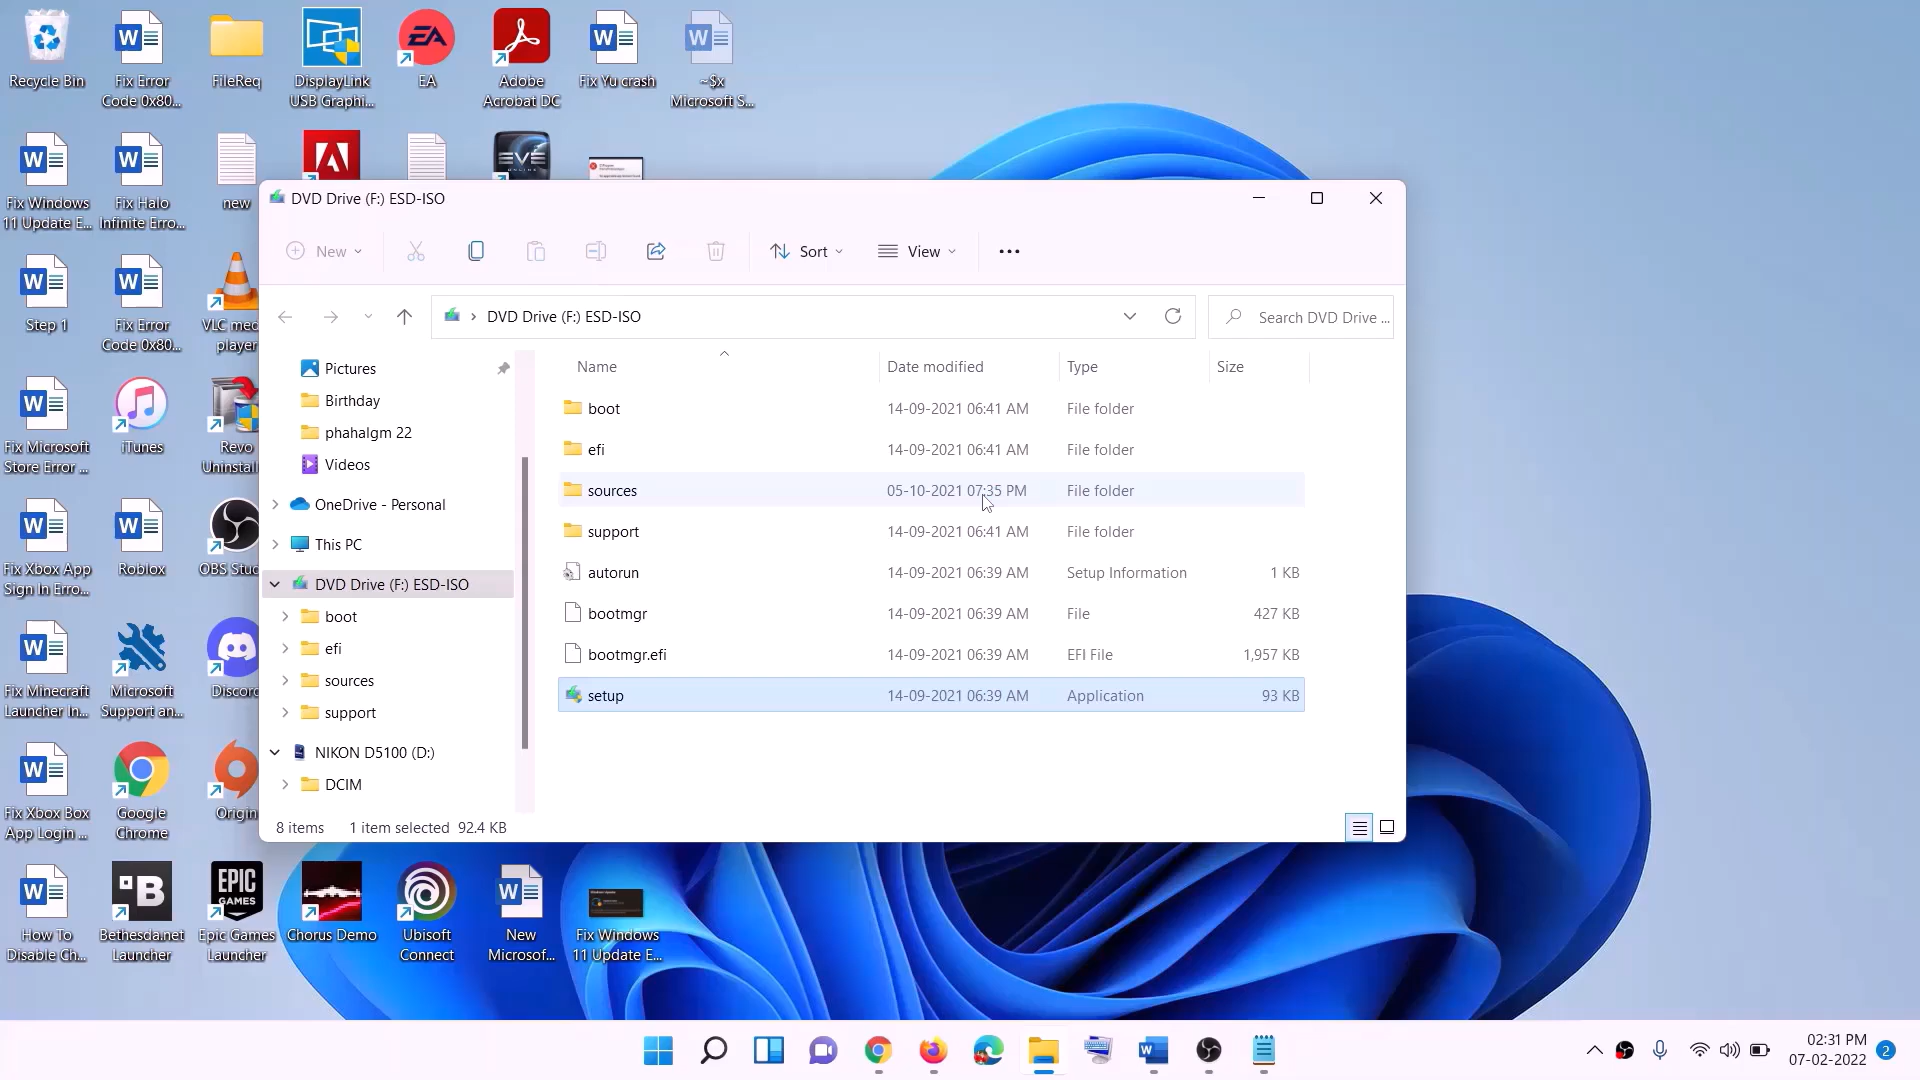 Recycle Bin
Fix Error
Code 0x80...
FileReq
DisplayLink
USB Graphi...
EA
Adobe
Acrobat DC
Fix Yu crash
~$x
Microsoft S...
Fix Windows
11 Update E...
Fix Halo
Infinite Erro...
new
EVE
ONLINE
Step 1
Fix Error
Code 0x80...
VLC med
player
Fix Microsoft
Store Error ...
iTunes
Revo
Uninstall
Fix Xbox App
Sign In Erro...
Roblox
OBS Stud
Fix Minecraft
Launcher In...
Microsoft
Support an...
Discord
Fix Xbox Box
App Login ...
Google
Chrome
Origin
How To
Disable Ch...
Bethesda.net
Launcher
EPIC
GAMES
Epic Games
Launcher
Chorus Demo
Ubisoft
Connect
New
Microsof...
Fix Windows
11 Update E...
DVD Drive (F:) ESD-ISO
New
Sort
View
DVD Drive (F:) ESD-ISO
Search DVD Drive ...
Pictures
Birthday
phahalgm 22
Videos
OneDrive - Personal
This PC
DVD Drive (F:) ESD-ISO
boot
efi
sources
support
NIKON D5100 (D:)
DCIM
Name Date modified Type Size
boot 14-09-2021 06:41 AM File folder
efi 14-09-2021 06:41 AM File folder
sources 05-10-2021 07:35 PM File folder
support 14-09-2021 06:41 AM File folder
autorun 14-09-2021 06:39 AM Setup Information 1 KB
bootmgr 14-09-2021 06:39 AM File 427 KB
bootmgr.efi 14-09-2021 06:39 AM EFI File 1,957 KB
setup 14-09-2021 06:39 AM Application 93 KB
8 items 1 item selected 92.4 KB
02:31 PM
07-02-2022
2